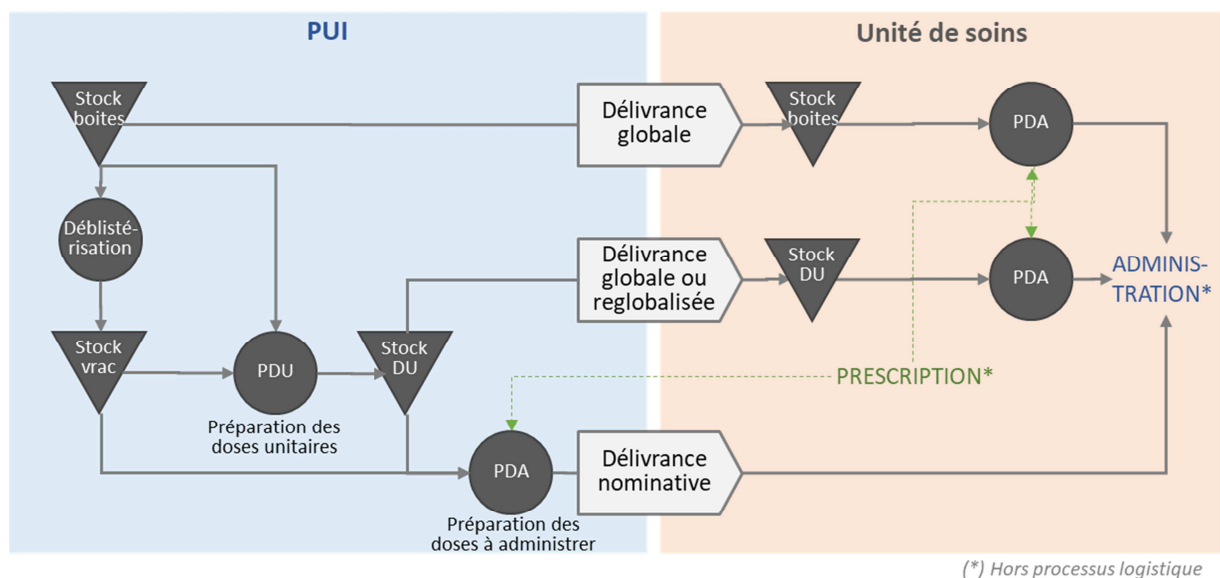 PUI
Unité de soins
Stock
boites
Délivrance
globale
Stock
boites
PDA
Déblisté-
risation
Délivrance
globale ou
reglobalisée
Stock
DU
PDA
ADMINIS-
TRATION*
Stock
vrac
PDU
Stock
DU
PRESCRIPTION*
Préparation des
doses unitaires
PDA
Délivrance
nominative
Préparation des
doses à administrer
(*) Hors processus logistique